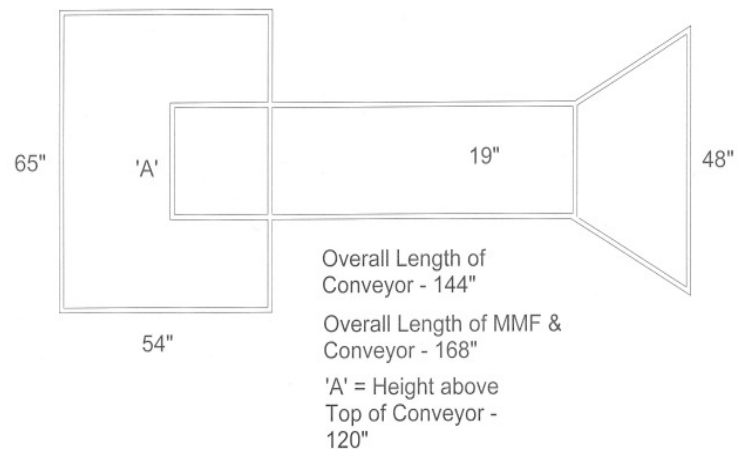 65"
'A'
19"
48"
54"
Overall Length of
Conveyor - 144"
Overall Length of MMF &
Conveyor - 168"
'A' = Height above
Top of Conveyor -
120"